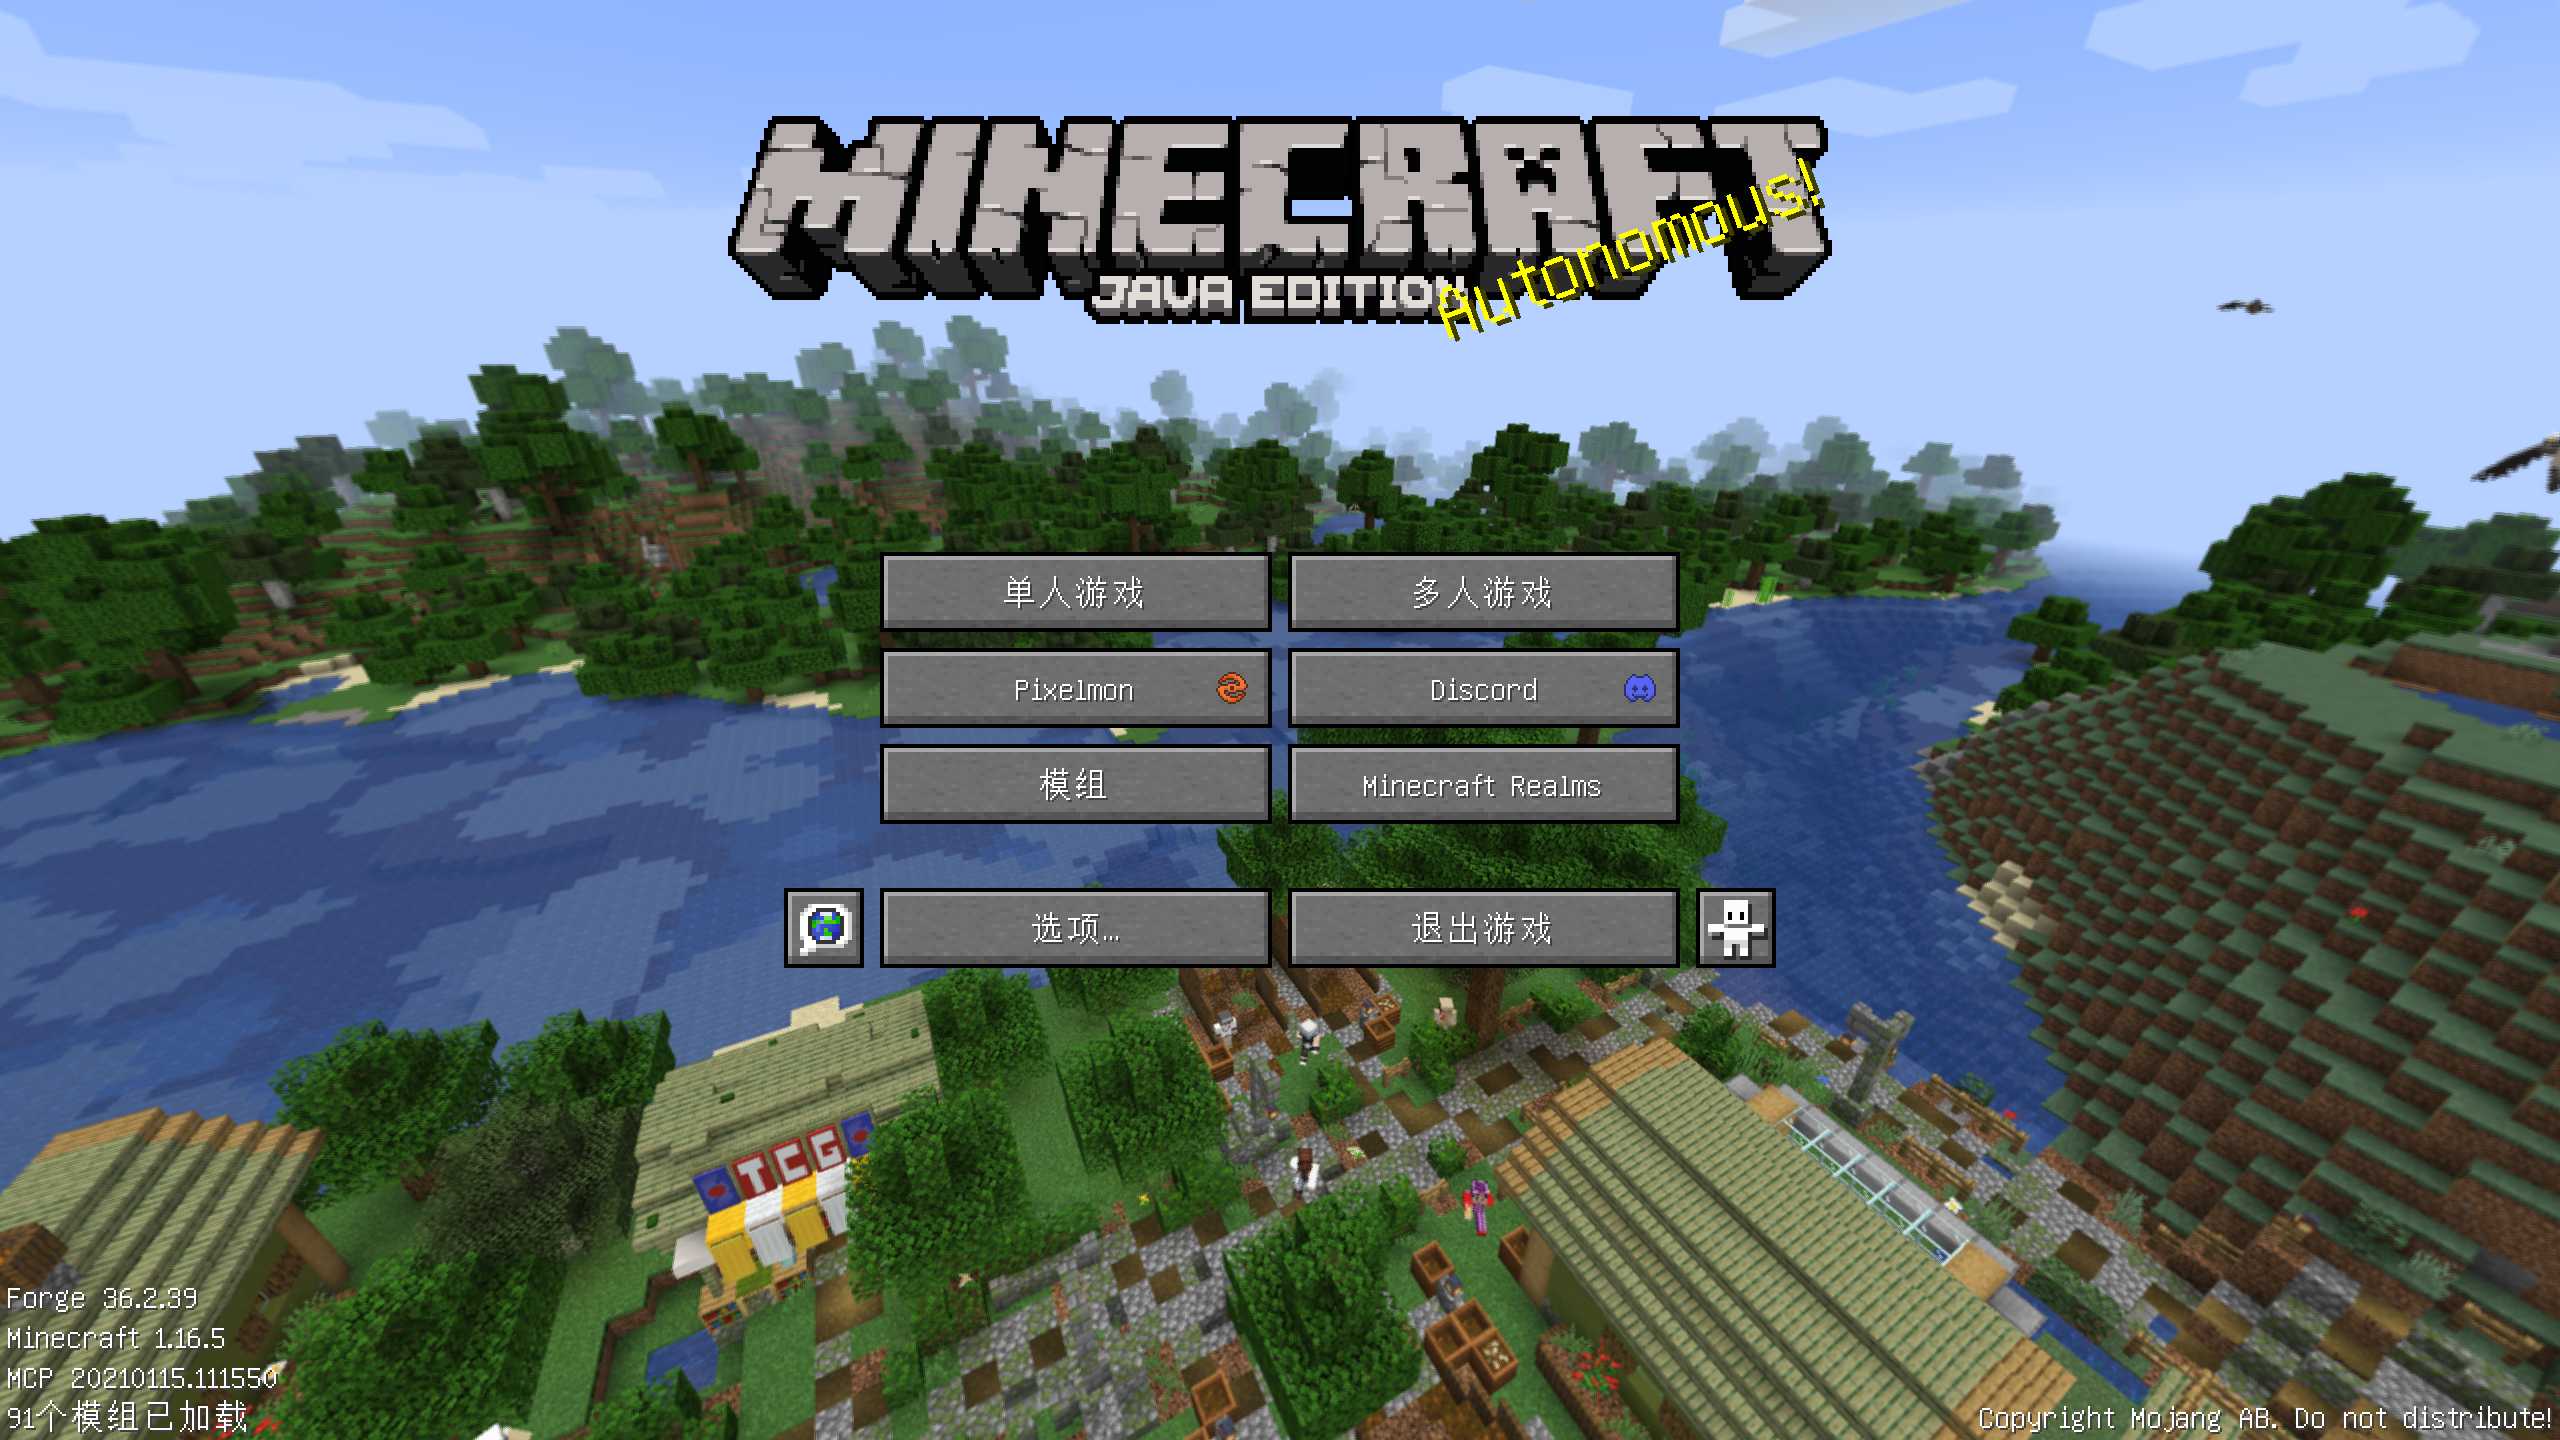 MINECRAFT
JAVA EDITION
Autonomous!
单人游戏
多人游戏
Pixelmon
Discord
模组
Minecraft Realms
选项...
退出游戏
TCG
Forge 36.2.39
Minecraft 1.16.5
MCP 20210115.111550
91个模组已加载
Copyright Mojang AB. Do not distribute!